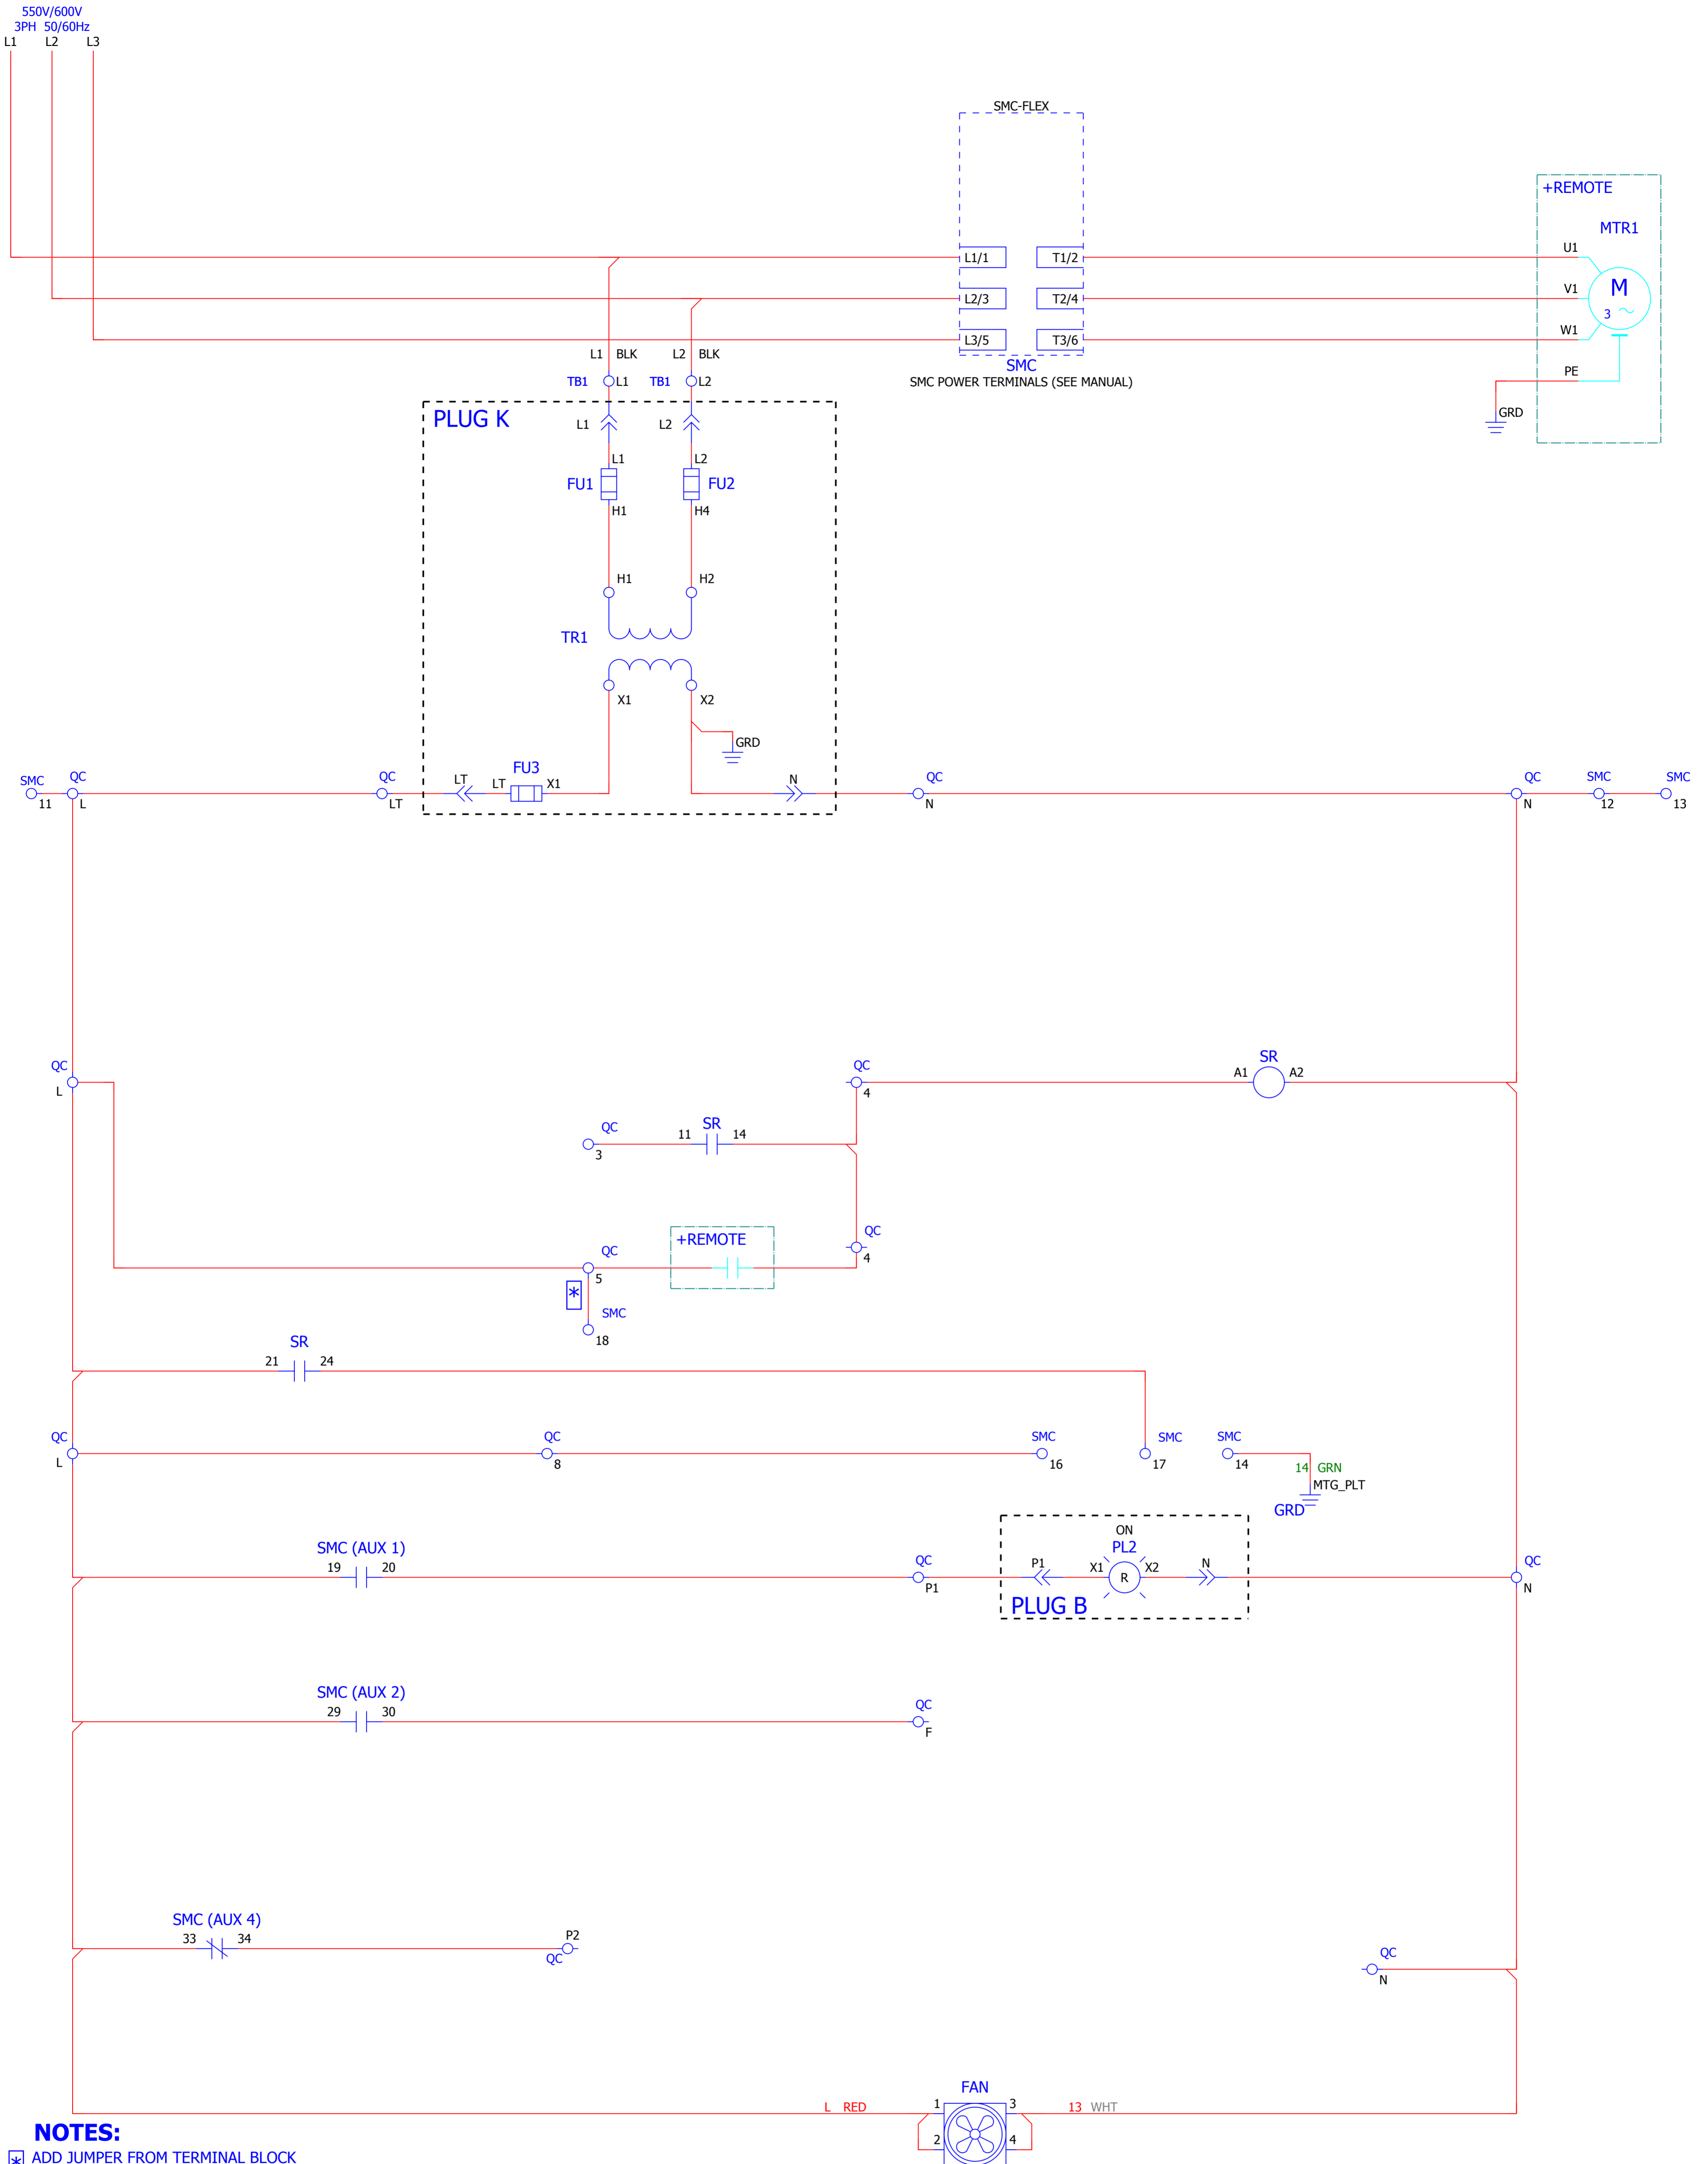 550V/600V
3PH 50/60Hz
L1 L2 L3
SMC-FLEX
+REMOTE
MTR1
U1
L1/1 T1/2
V1
M
3
L2/3 T2/4
W1
L3/5 T3/6
L1 BLK L2 BLK
SMC
PE
TB1 L1 TB1 L2
SMC POWER TERMINALS (SEE MANUAL)
GRD
PLUG K
L1 L2
L1 L2
FU1 FU2
H1 H4
H1 H2
TR1
X1 X2
GRD
FU3
SMC QC QC LT LT X1 N QC QC SMC SMC
11 L LT N N 12 13
SR
QC QC A1 A2
L 4
SR
QC 11 14
3
QC
+REMOTE
QC
4
5
*
SMC
18
SR
21 24
QC QC SMC SMC SMC
L 8 16 17 14
14 GRN
MTG_PLT
GRD
ON
SMC (AUX 1) PL2
19 20 QC P1 X1 X2 N QC
R
P1 N
PLUG B
SMC (AUX 2)
29 30 QC
F
SMC (AUX 4)
33 34 P2
QC
QC
N
FAN
L RED 1 3 13 WHT
2 4
NOTES:
* ADD JUMPER FROM TERMINAL BLOCK